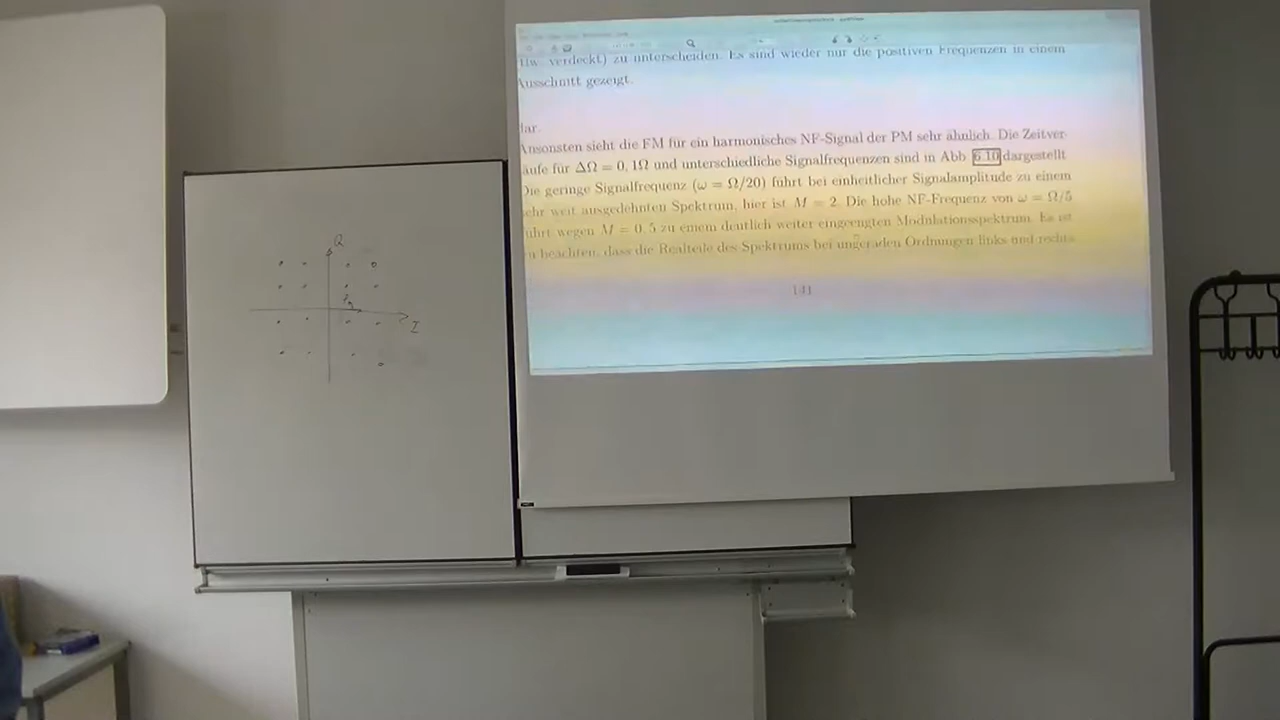 Q
I
verdeckt) zu unterscheiden. Es sind wieder nur die positiven Frequenzen in einem
Ausschnitt gezeigt.
dar.
Ansonsten sieht die FM für ein harmonisches NF-Signal der PM sehr ähnlich. Die Zeitver-
äufe für ΔΩ = 0,1Ω und unterschiedliche Signalfrequenzen sind in Abb 6.10 dargestellt
Die geringe Signalfrequenz (ω = Ω/20) führt bei einheitlicher Signalamplitude zu einem
sehr weit ausgedehnten Spektrum, hier ist M = 2. Die hohe NF-Frequenz von ω = Ω/5
ührt wegen M = 0,5 zu einem deutlich weiter eingeengten Modulationsspektrum. Es ist
zu beachten, dass die Realteile des Spektrums bei ungeraden Ordnungen links und rechts
141